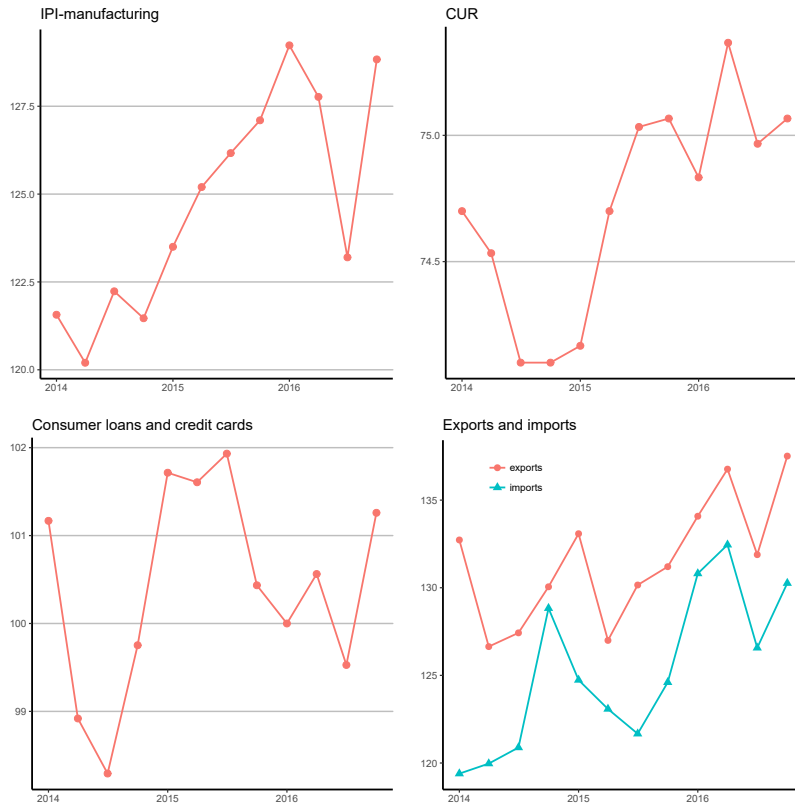 IPI-manufacturing
127.5
125.0
122.5
120.0
2014 2015 2016
CUR
75.0
74.5
2014 2015 2016
Consumer loans and credit cards
102
101
100
99
2014 2015 2016
Exports and imports
exports
imports
135
130
125
120
2014 2015 2016